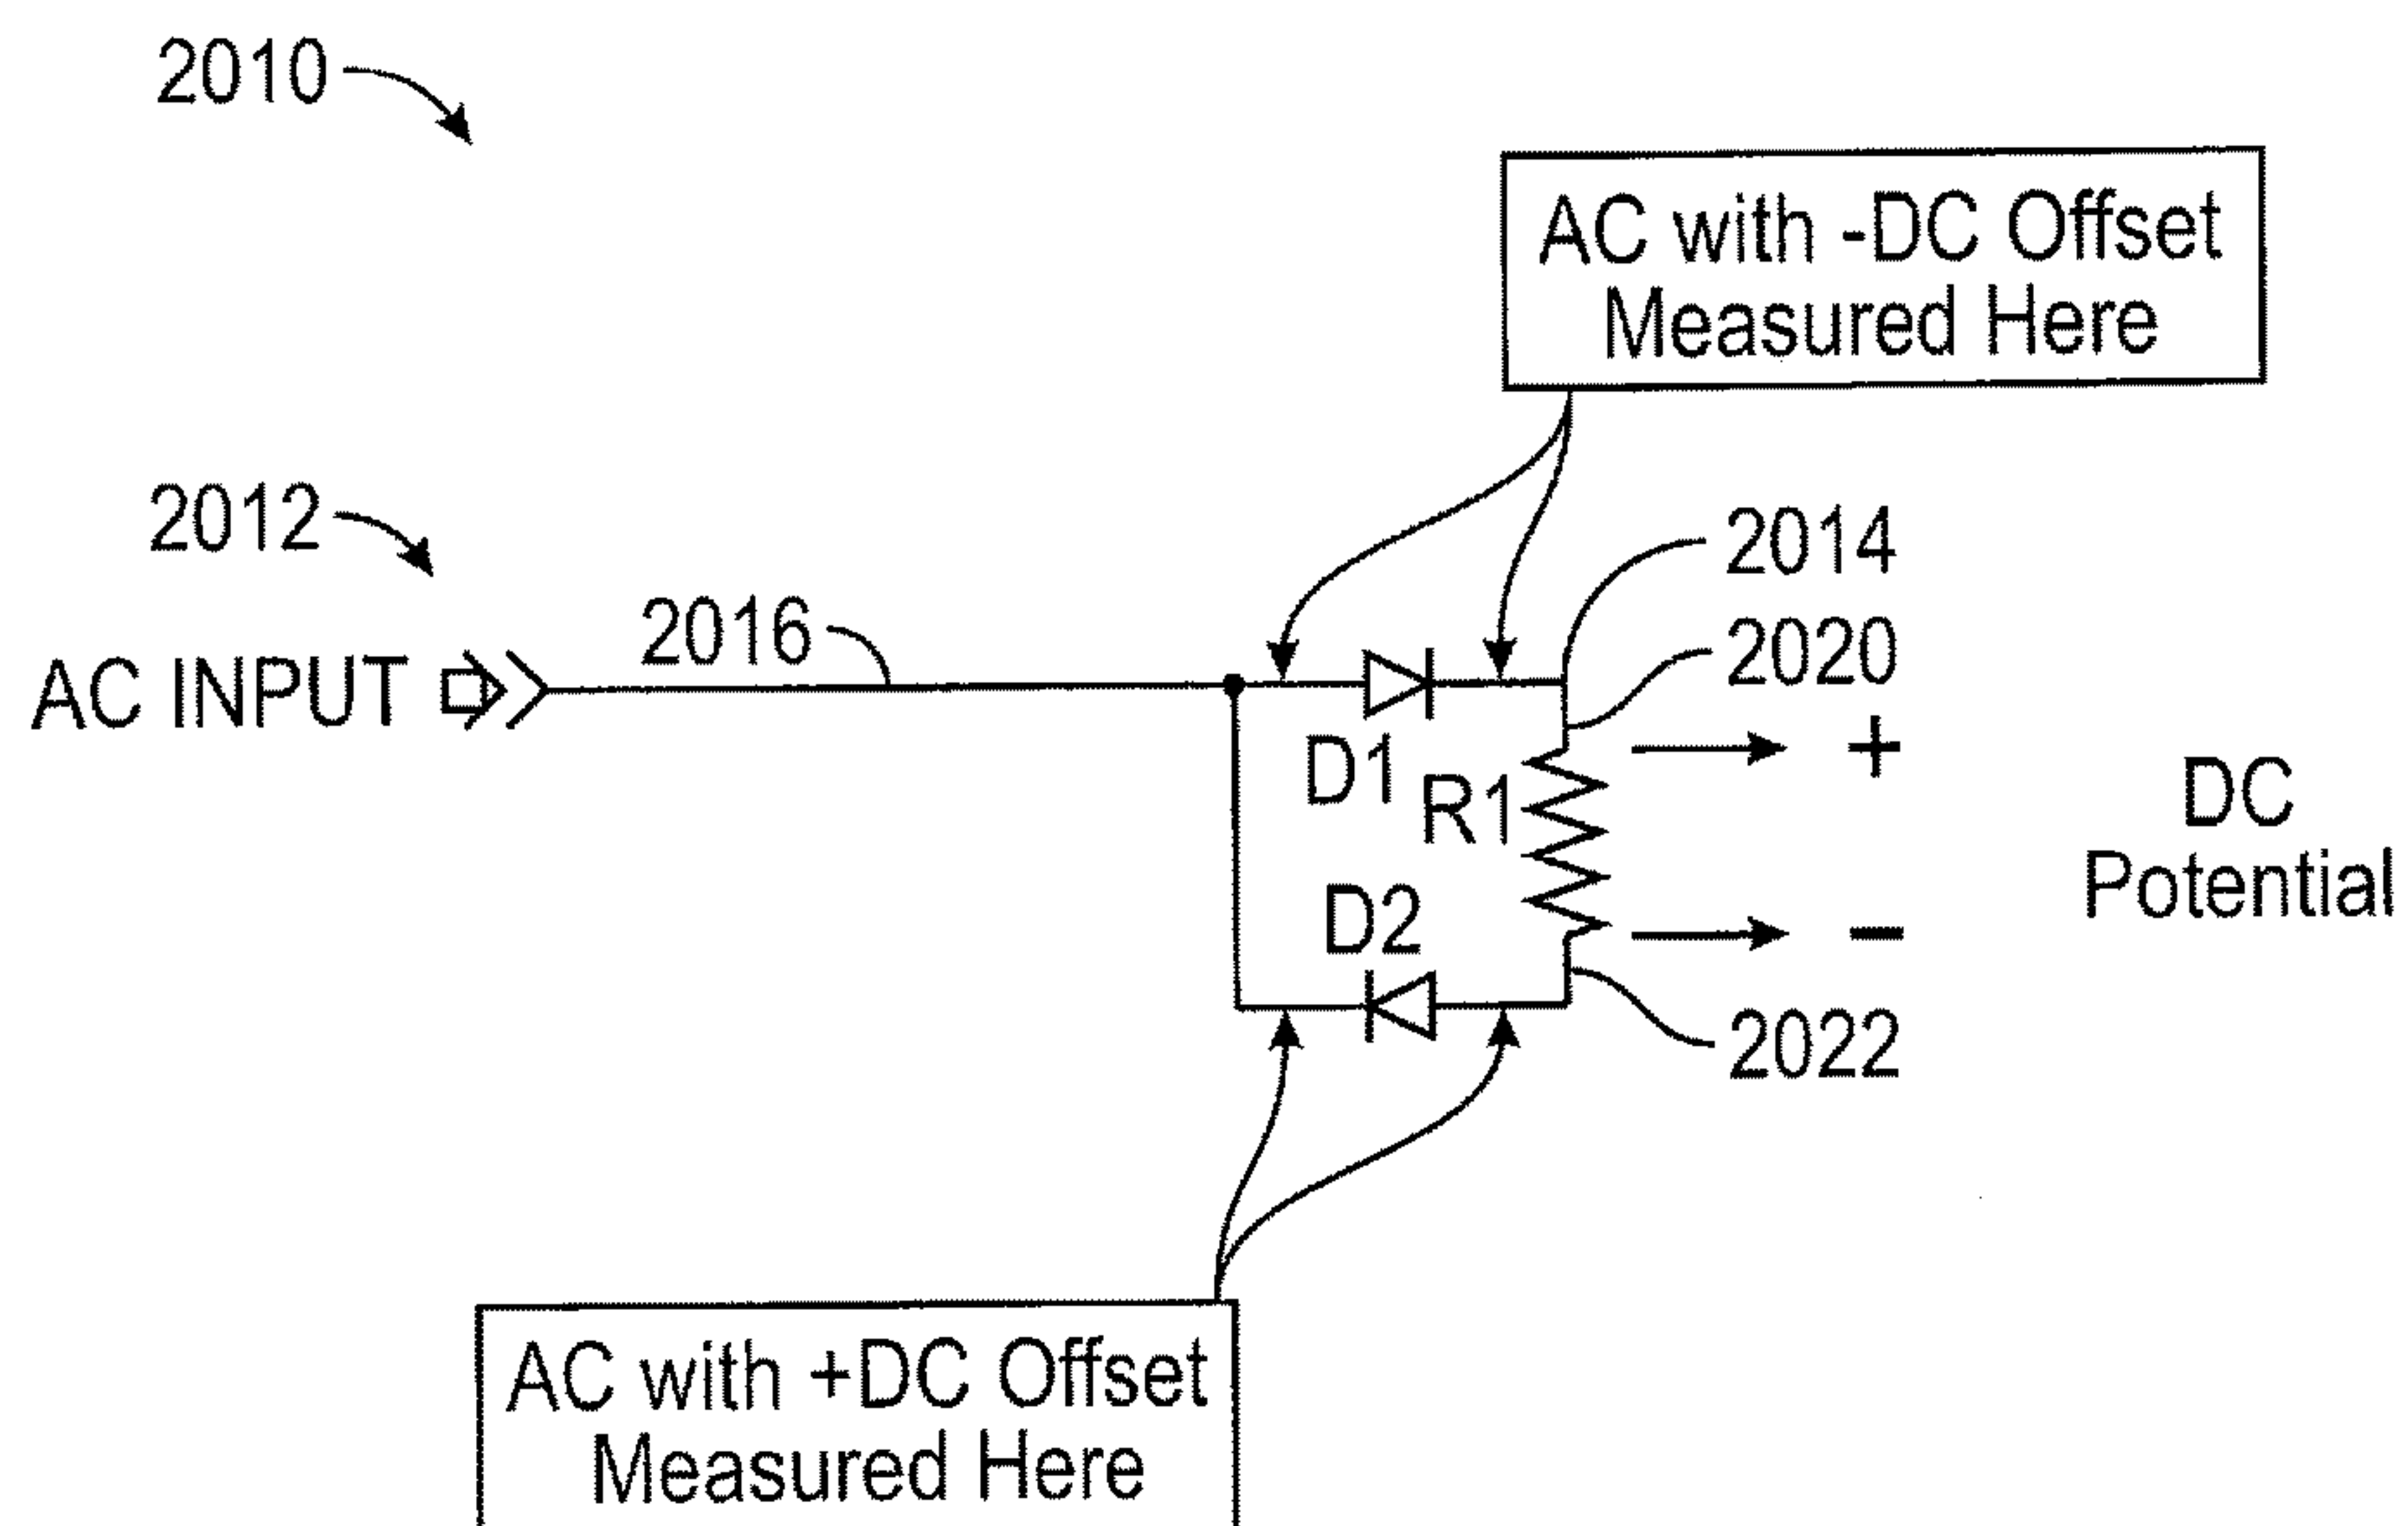 2010
AC with -DC Offset
Measured Here
2012
2014
2016
2020
AC INPUT
D1
R1
+
DC
Potential
D2
−
2022
AC with +DC Offset
Measured Here